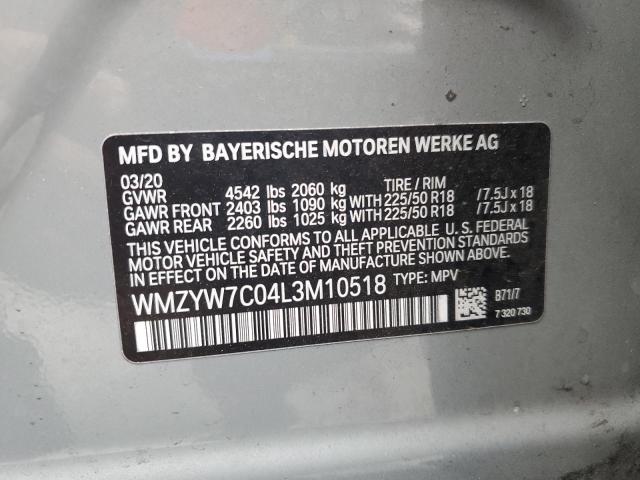 MFD BY BAYERISCHE MOTOREN WERKE AG
03/20 TIRE / RIM
GVWR 4542 lbs 2060 kg
GAWR FRONT 2403 lbs 1090 kg WITH 225/50 R18 /7.5J x 18
GAWR REAR 2260 lbs 1025 kg WITH 225/50 R18 /7.5J x 18
THIS VEHICLE CONFORMS TO ALL APPLICABLE U. S. FEDERAL
MOTOR VEHICLE SAFETY AND THEFT PREVENTION STANDARDS
IN EFFECT ON THE DATE OF MANUFACTURE SHOWN ABOVE.
WMZYW7C04L3M10518 TYPE: MPV
B71/7
7 320 730